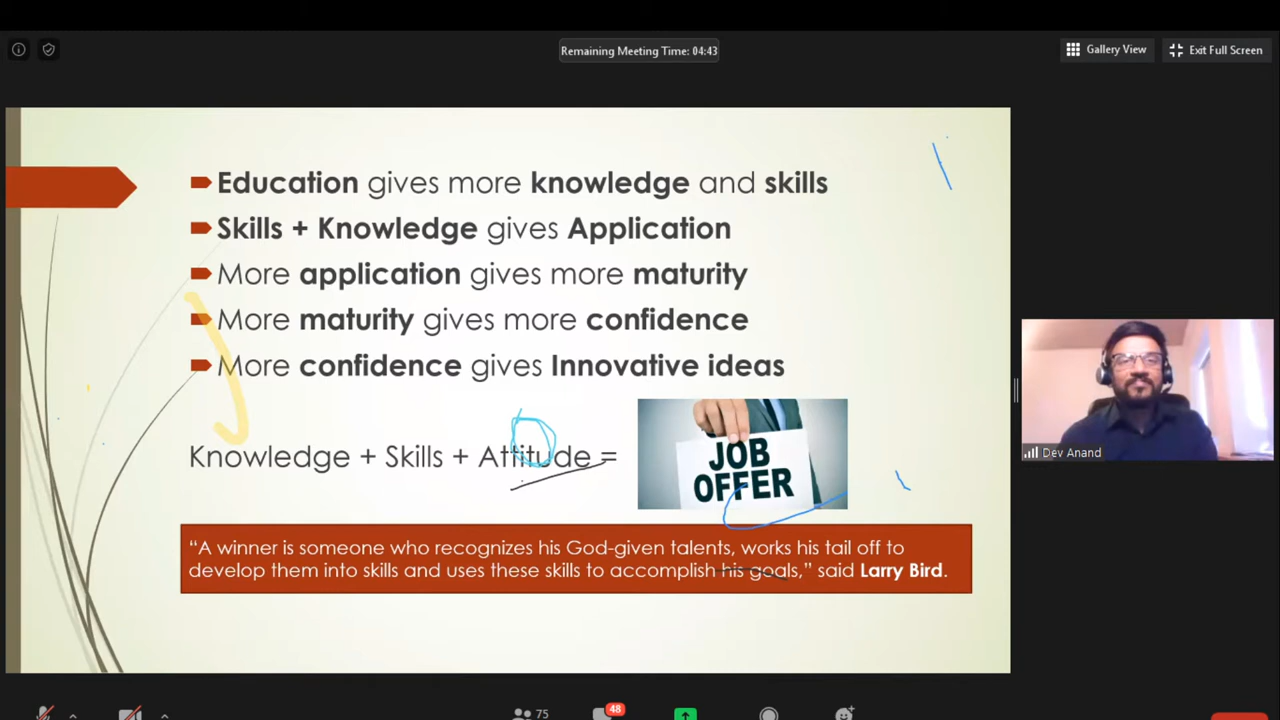 Remaining Meeting Time: 04:43
Gallery View
Exit Full Screen
Education gives more knowledge and skills
Skills + Knowledge gives Application
More application gives more maturity
More maturity gives more confidence
More confidence gives Innovative ideas
Knowledge + Skills + Attitude =
JOB
OFFER
“A winner is someone who recognizes his God-given talents, works his tail off to
develop them into skills and uses these skills to accomplish his goals,” said Larry Bird.
Dev Anand
75
48